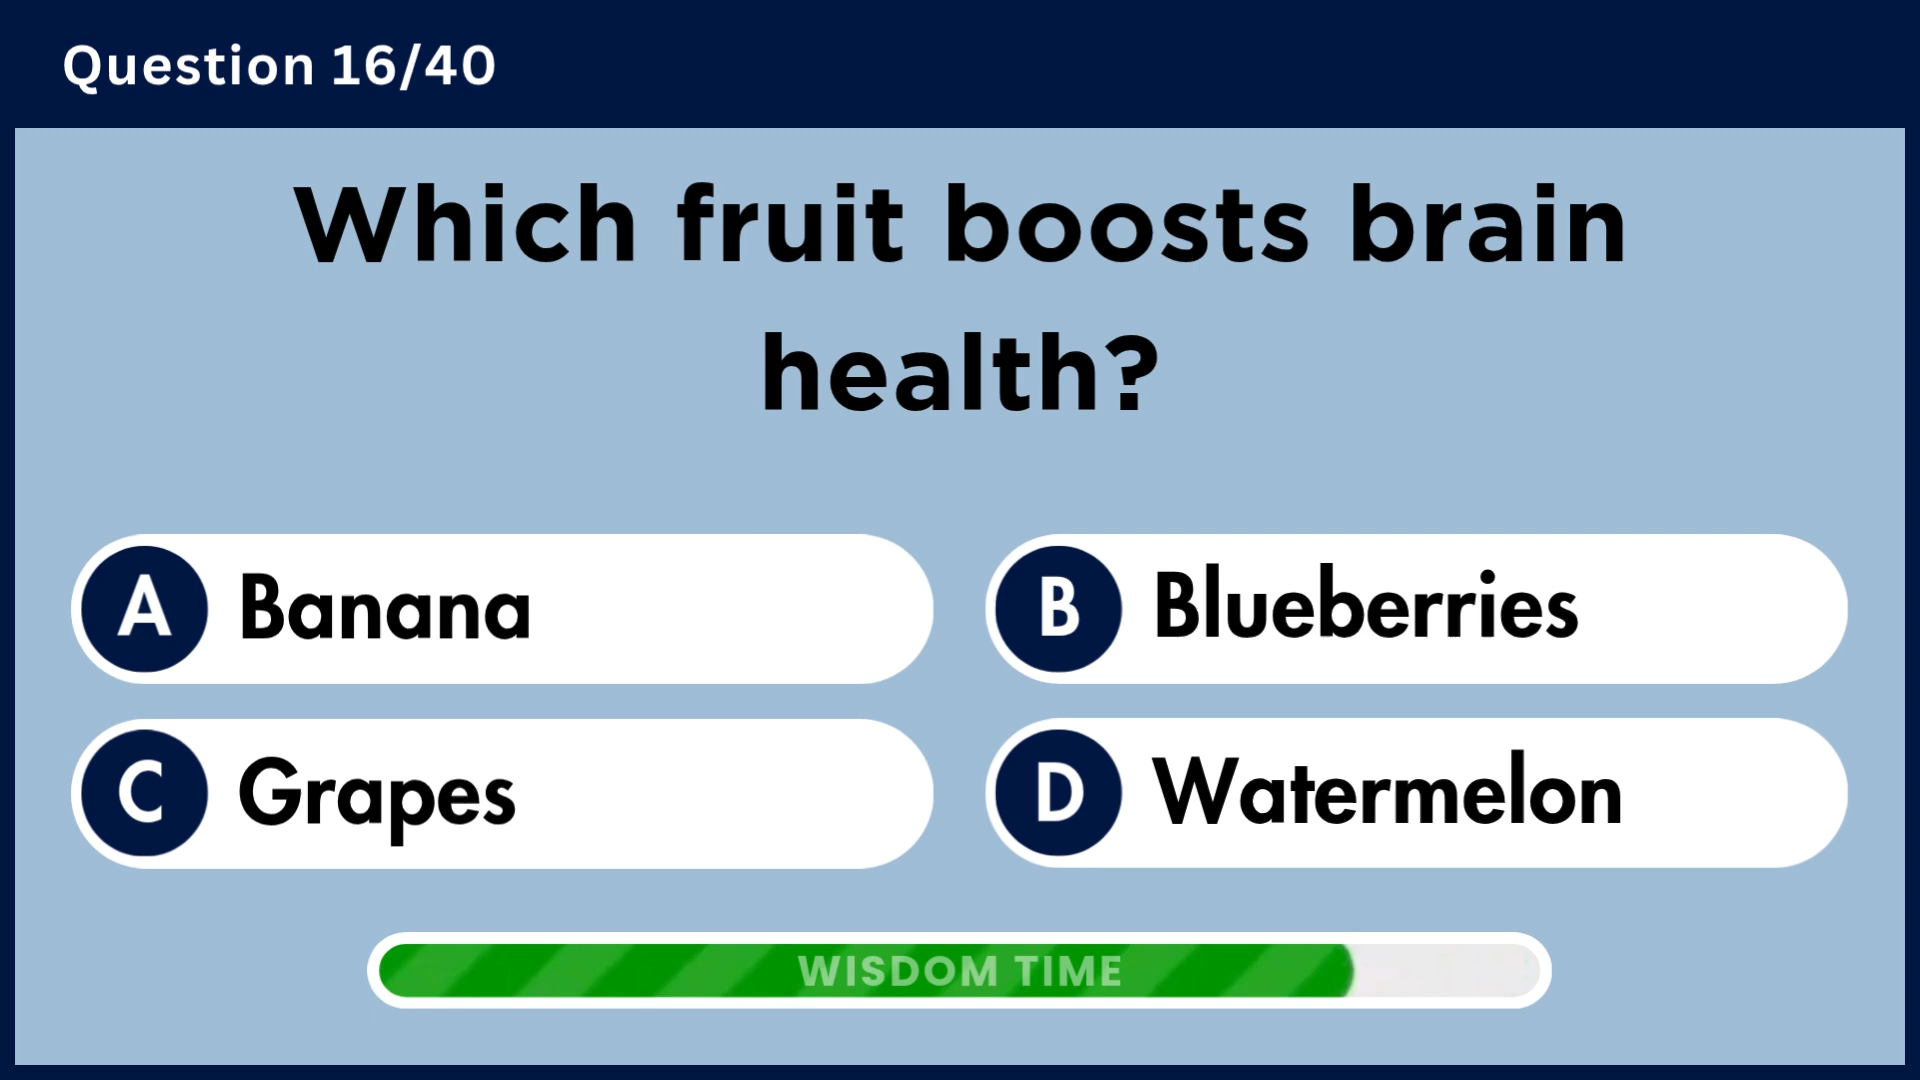 Question 16/40
Which fruit boosts brain
health?
A Banana
B Blueberries
C Grapes
D Watermelon
WISDOM TIME